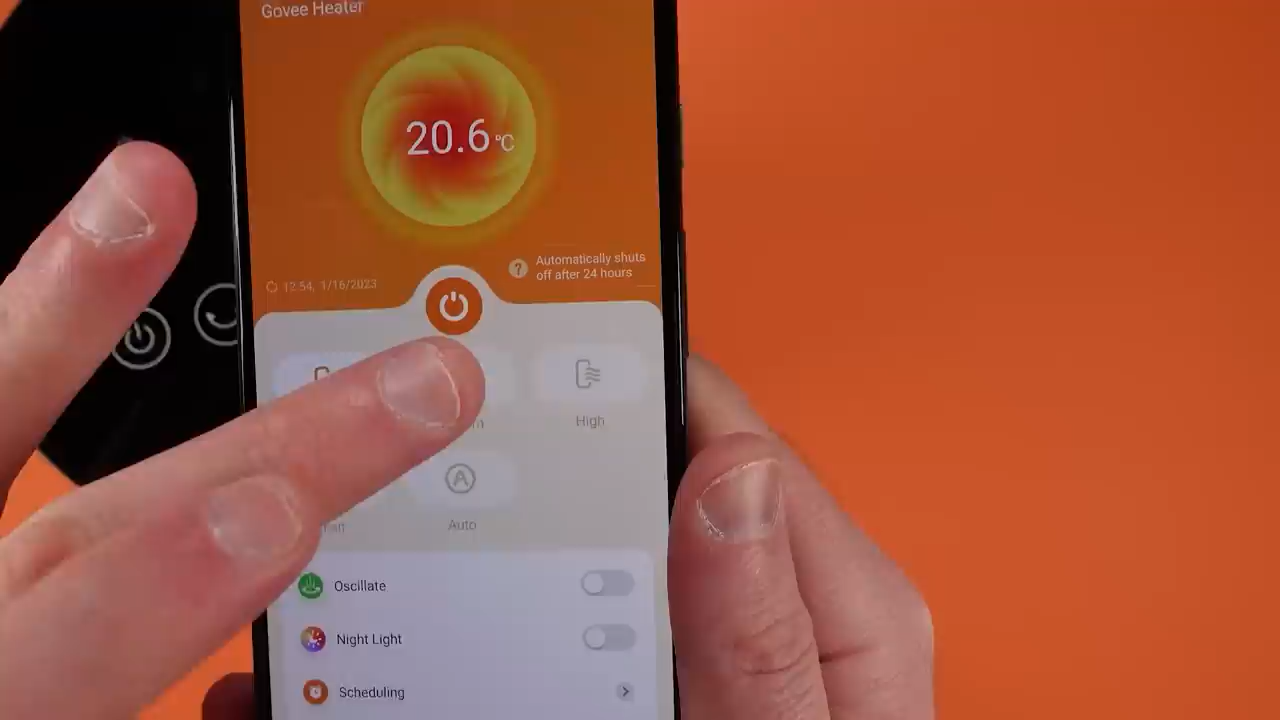 Govee Heater
20.6 °C
Automatically shuts
off after 24 hours
12:54, 1/16/2023
High
Auto
Oscillate
Night Light
Scheduling